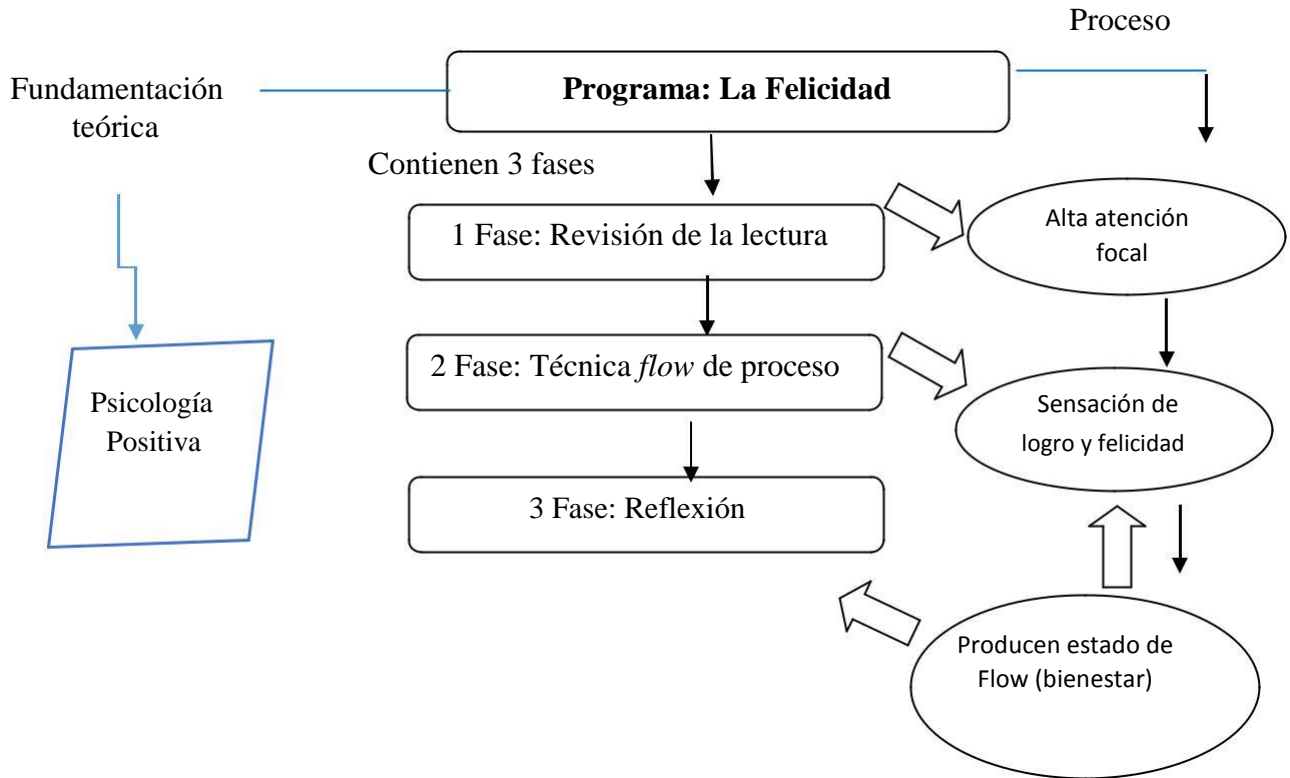 Proceso
Programa: La Felicidad
Fundamentación
teórica
Contienen 3 fases
1 Fase: Revisión de la lectura
Alta atención
focal
2 Fase: Técnica flow de proceso
Psicología
Positiva
Sensación de
logro y felicidad
3 Fase: Reflexión
Producen estado de
Flow (bienestar)